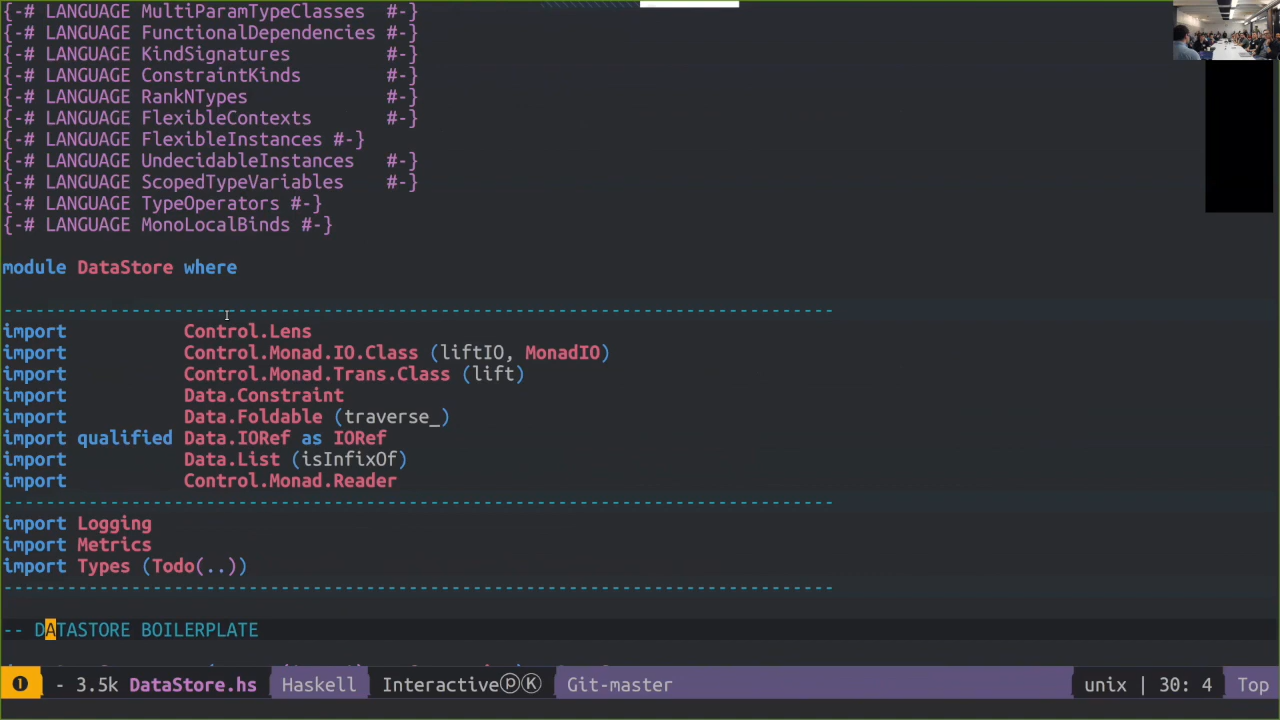 {-# LANGUAGE MultiParamTypeClasses  #-}
{-# LANGUAGE FunctionalDependencies #-}
{-# LANGUAGE KindSignatures         #-}
{-# LANGUAGE ConstraintKinds        #-}
{-# LANGUAGE RankNTypes             #-}
{-# LANGUAGE FlexibleContexts       #-}
{-# LANGUAGE FlexibleInstances #-}
{-# LANGUAGE UndecidableInstances   #-}
{-# LANGUAGE ScopedTypeVariables    #-}
{-# LANGUAGE TypeOperators #-}
{-# LANGUAGE MonoLocalBinds #-}
module DataStore where
------------------------------------------------------------------------------
import           Control.Lens
import           Control.Monad.IO.Class (liftIO, MonadIO)
import           Control.Monad.Trans.Class (lift)
import           Data.Constraint
import           Data.Foldable (traverse_)
import qualified Data.IORef as IORef
import           Data.List (isInfixOf)
import           Control.Monad.Reader
------------------------------------------------------------------------------
import Logging
import Metrics
import Types (Todo(..))
------------------------------------------------------------------------------
-- DATASTORE BOILERPLATE
❶ - 3.5k DataStore.hs Haskell InteractiveⓟⓀ Git-master unix | 30: 4 Top